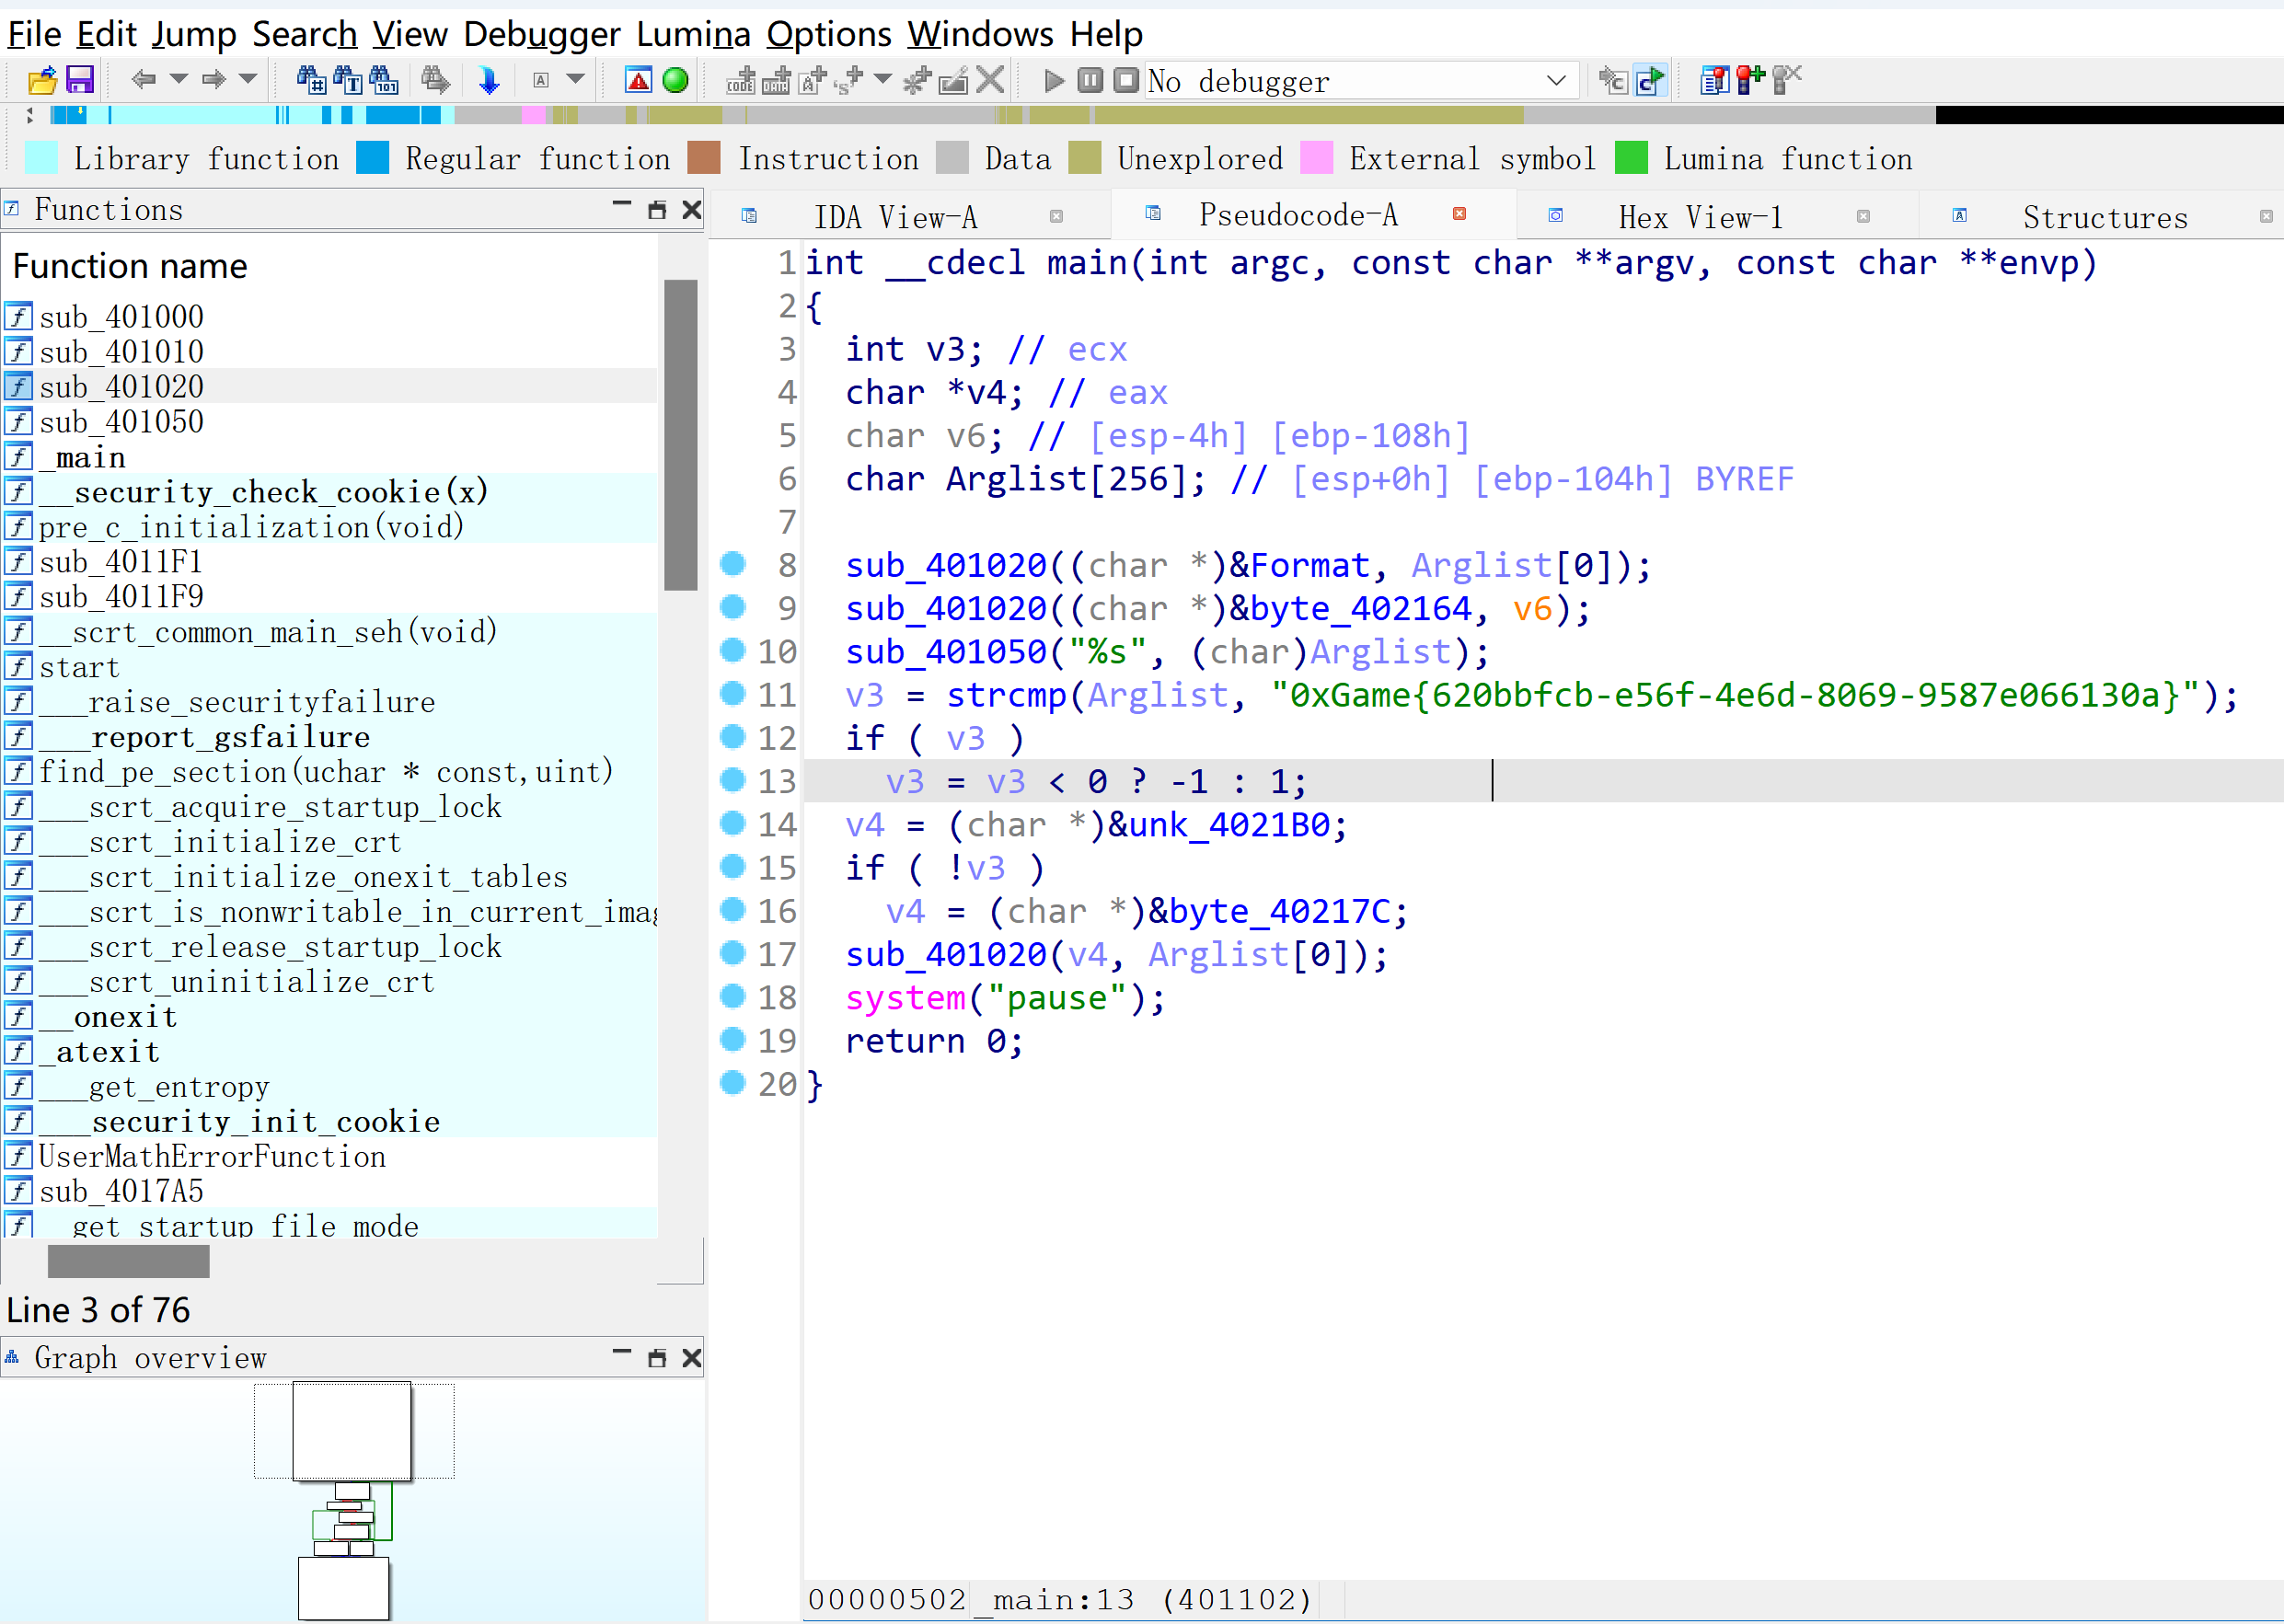 File Edit Jump Search View Debugger Lumina Options Windows Help
No debugger
Library function Regular function Instruction Data Unexplored External symbol Lumina function
Functions
Function name
sub_401000
sub_401010
sub_401020
sub_401050
_main
__security_check_cookie(x)
pre_c_initialization(void)
sub_4011F1
sub_4011F9
__scrt_common_main_seh(void)
start
___raise_securityfailure
___report_gsfailure
find_pe_section(uchar * const,uint)
___scrt_acquire_startup_lock
___scrt_initialize_crt
___scrt_initialize_onexit_tables
___scrt_is_nonwritable_in_current_imag
___scrt_release_startup_lock
___scrt_uninitialize_crt
__onexit
_atexit
___get_entropy
___security_init_cookie
UserMathErrorFunction
sub_4017A5
__get_startup_file_mode
Line 3 of 76
Graph overview
IDA View-A Pseudocode-A Hex View-1 Structures
1 int __cdecl main(int argc, const char **argv, const char **envp)
2 {
3 int v3; // ecx
4 char *v4; // eax
5 char v6; // [esp-4h] [ebp-108h]
6 char Arglist[256]; // [esp+0h] [ebp-104h] BYREF
7
8 sub_401020((char *)&Format, Arglist[0]);
9 sub_401020((char *)&byte_402164, v6);
10 sub_401050("%s", (char)Arglist);
11 v3 = strcmp(Arglist, "0xGame{620bbfcb-e56f-4e6d-8069-9587e066130a}");
12 if ( v3 )
13 v3 = v3 < 0 ? -1 : 1;
14 v4 = (char *)&unk_4021B0;
15 if ( !v3 )
16 v4 = (char *)&byte_40217C;
17 sub_401020(v4, Arglist[0]);
18 system("pause");
19 return 0;
20 }
00000502 _main:13 (401102)